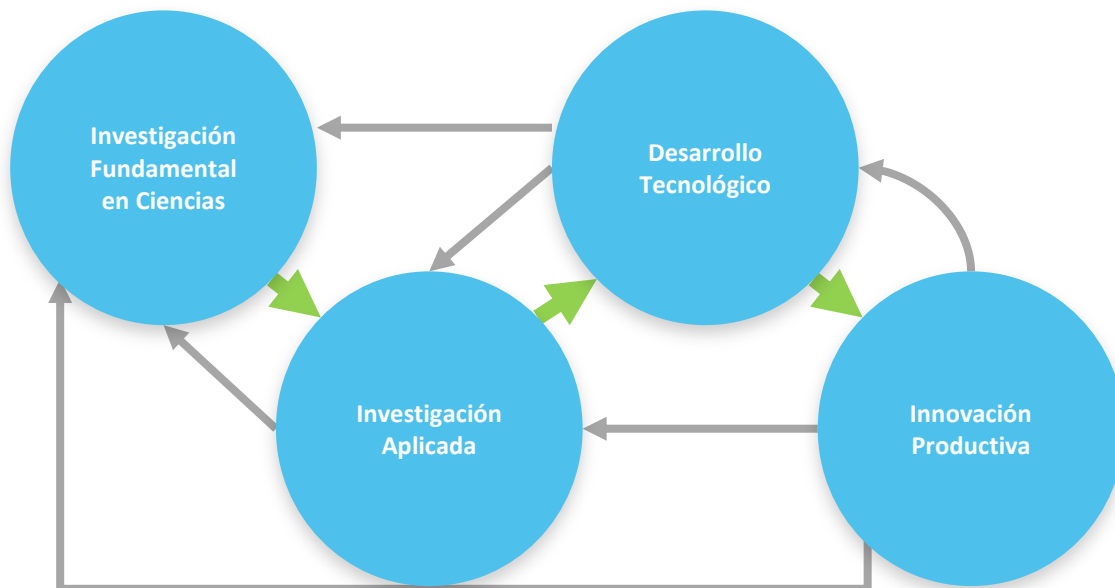 Investigación
Fundamental
en Ciencias
Desarrollo
Tecnológico
Investigación
Aplicada
Innovación
Productiva